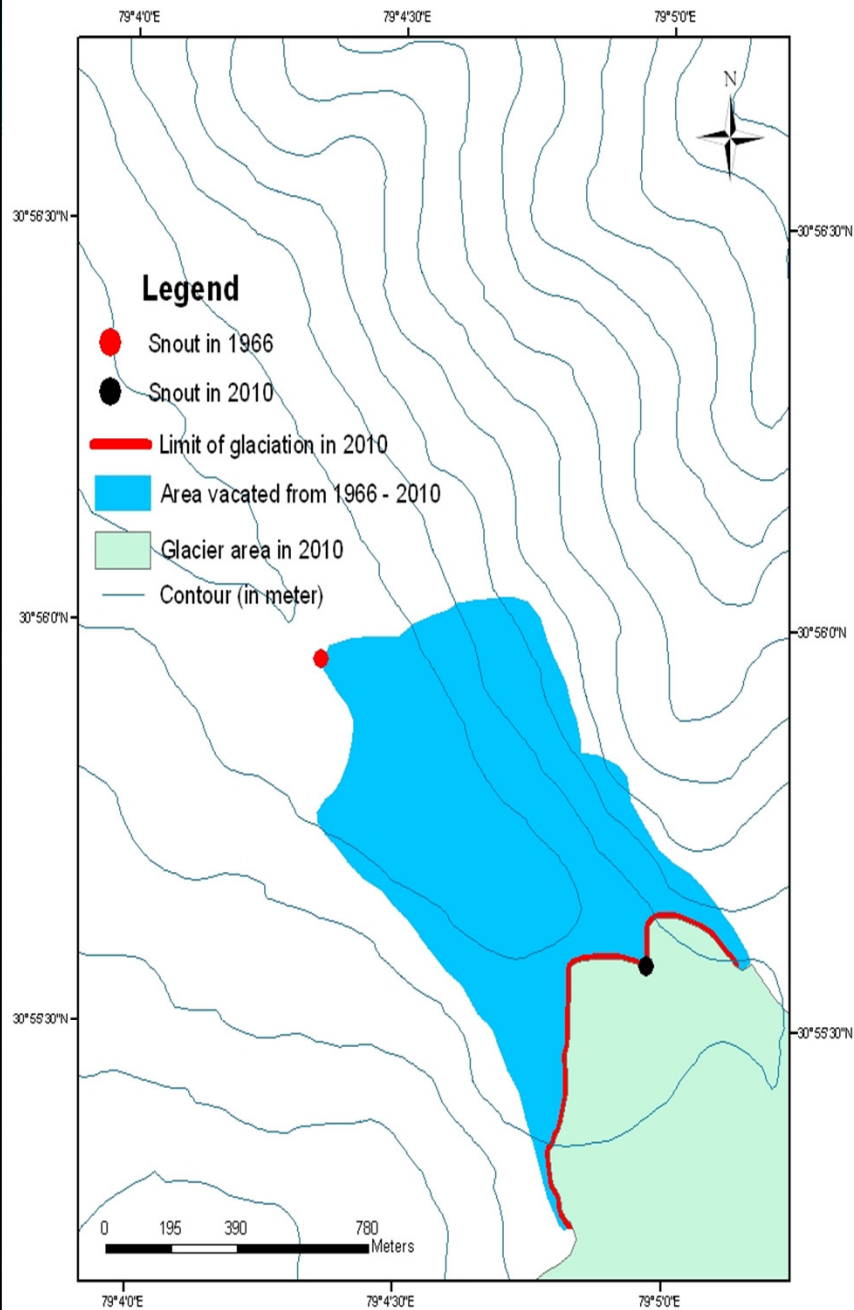 79°4'0"E 79°4'30"E 79°5'0"E
N
30°56'30"N 30°56'30"N
Legend
Snout in 1966
Snout in 2010
Limit of glaciation in 2010
Area vacated from 1966 - 2010
Glacier area in 2010
Contour (in meter)
30°56'0"N 30°56'0"N
30°55'30"N 30°55'30"N
0 195 390 780
Meters
79°4'0"E 79°4'30"E 79°5'0"E